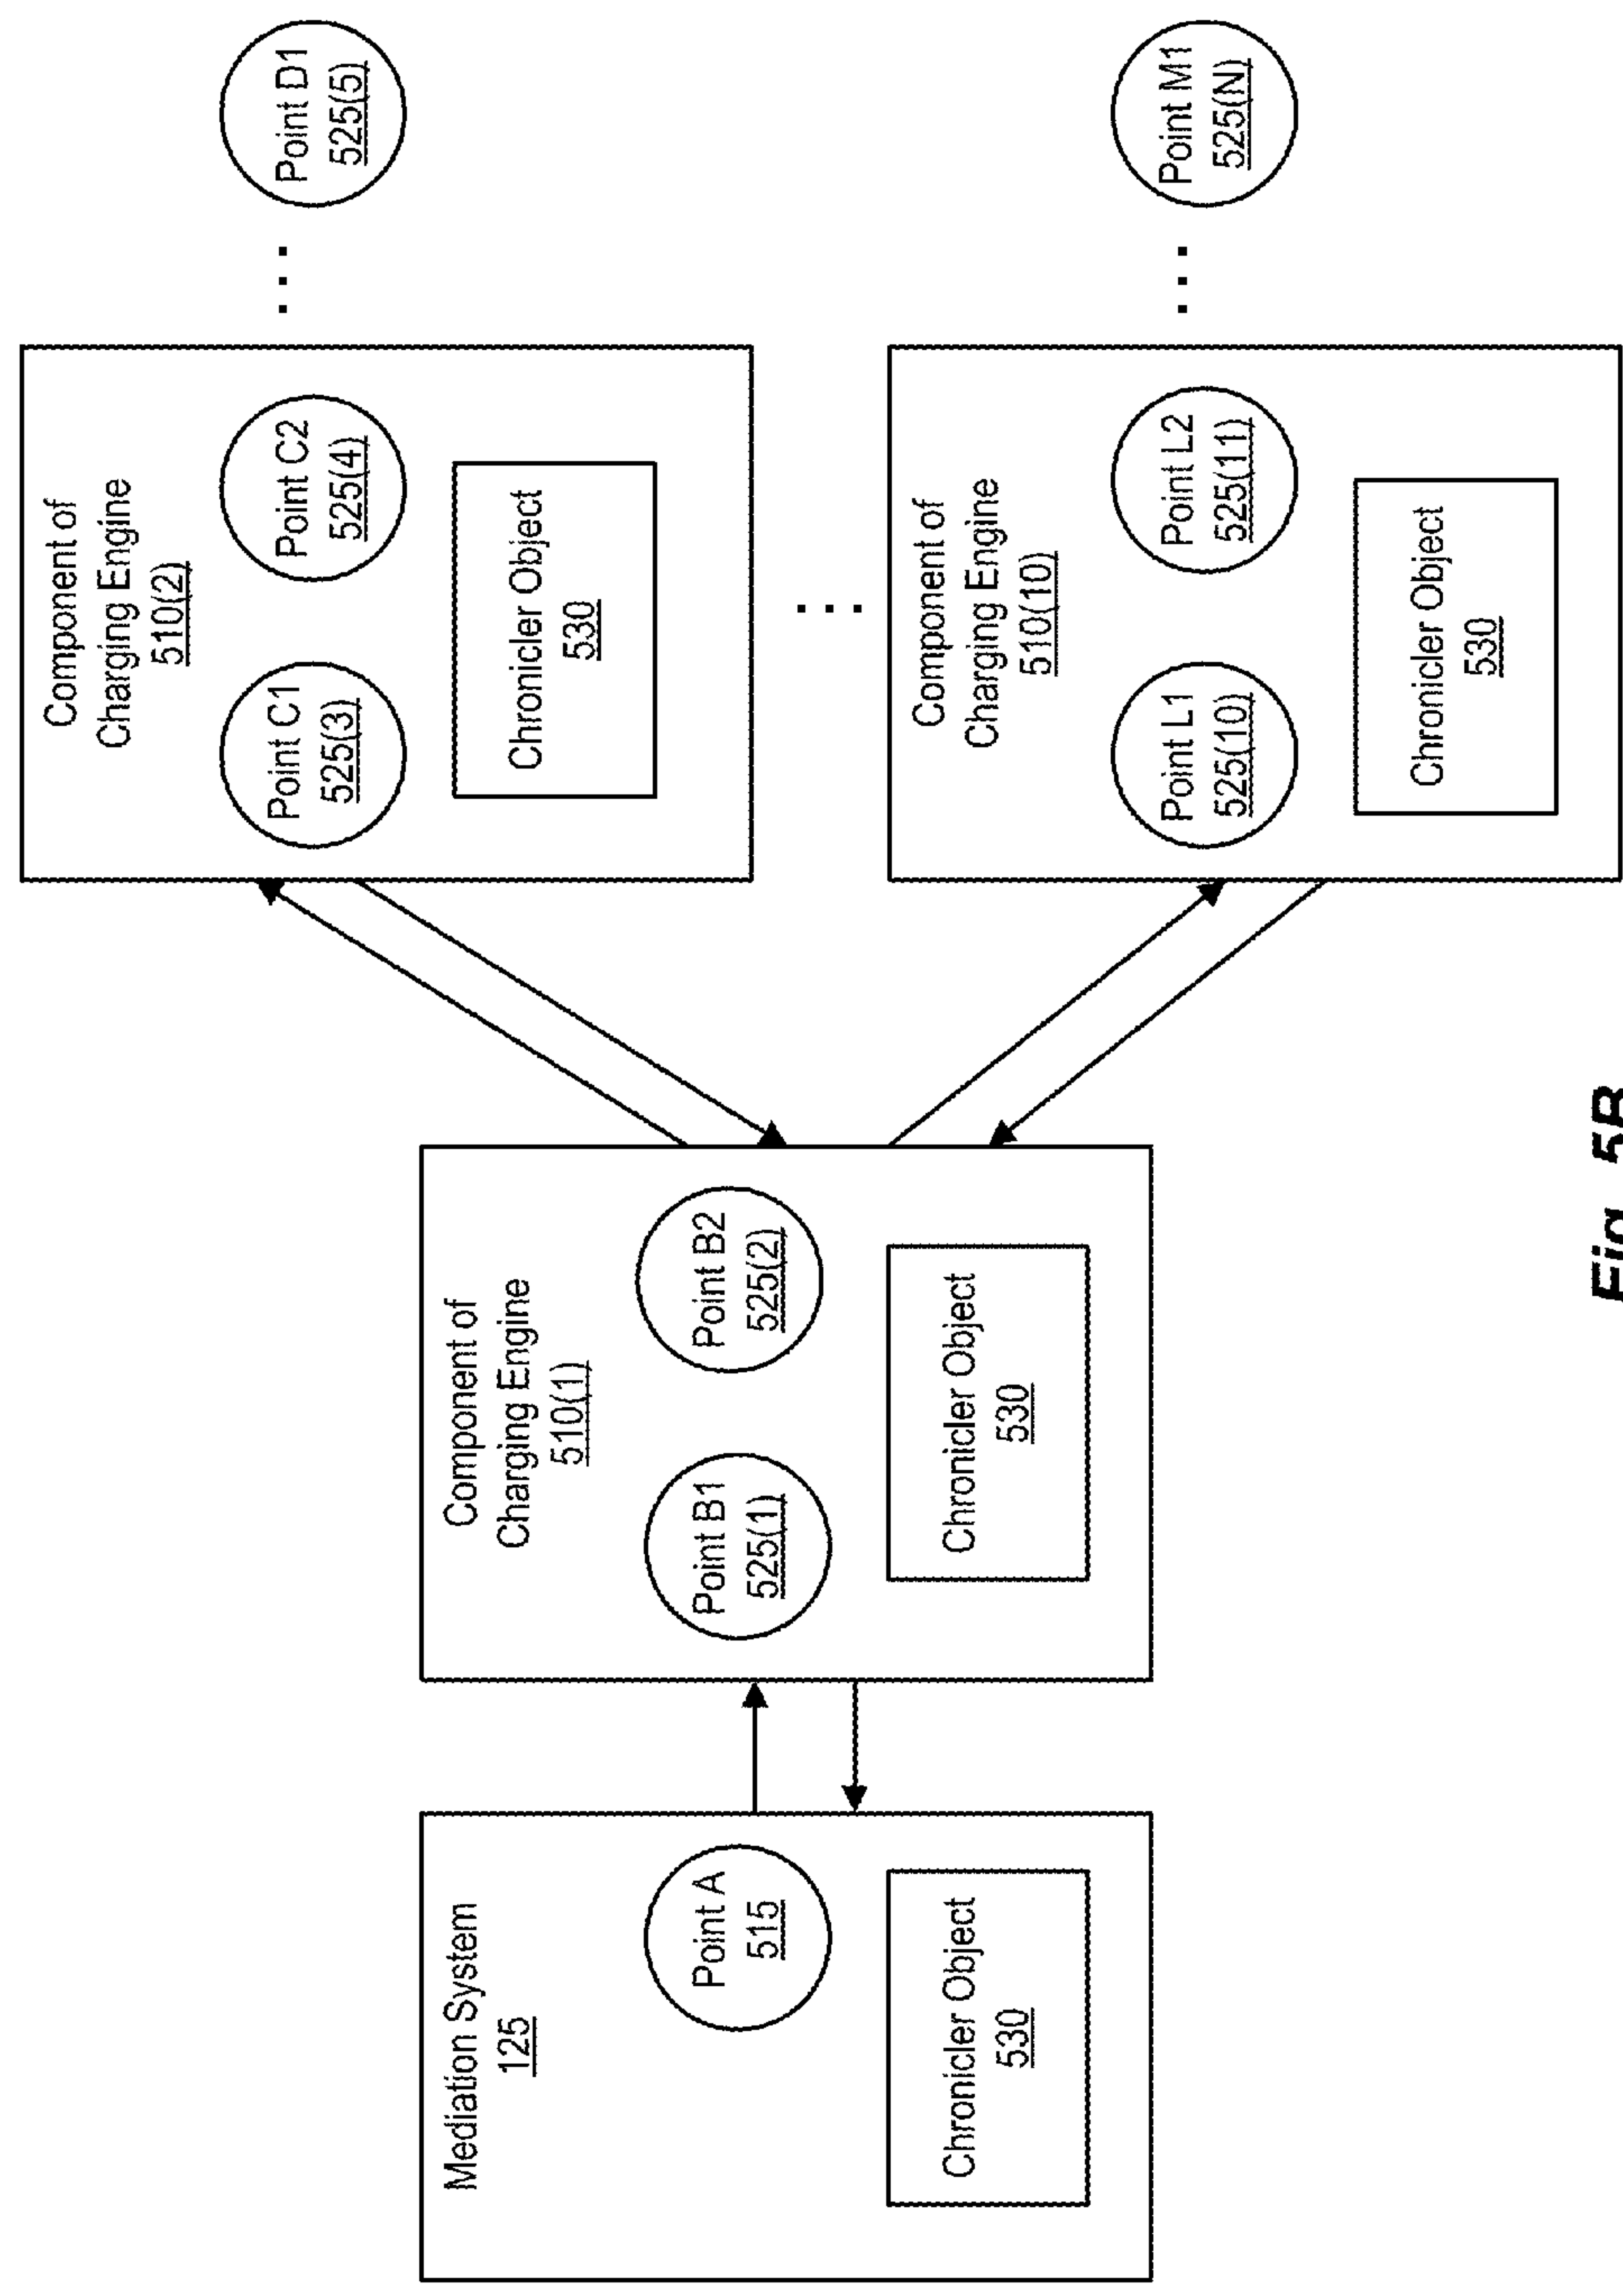 Mediation System
125
Point A
515
Chronicler Object
530
Component of
Charging Engine
510(1)
Point B1
525(1)
Point B2
525(2)
Chronicler Object
530
Component of
Charging Engine
510(2)
Point C1
525(3)
Point C2
525(4)
Chronicler Object
530
...
Point D1
525(5)
...
Component of
Charging Engine
510(10)
Point L1
525(10)
Point L2
525(11)
Chronicler Object
530
...
Point M1
525(N)
Fig. 5B